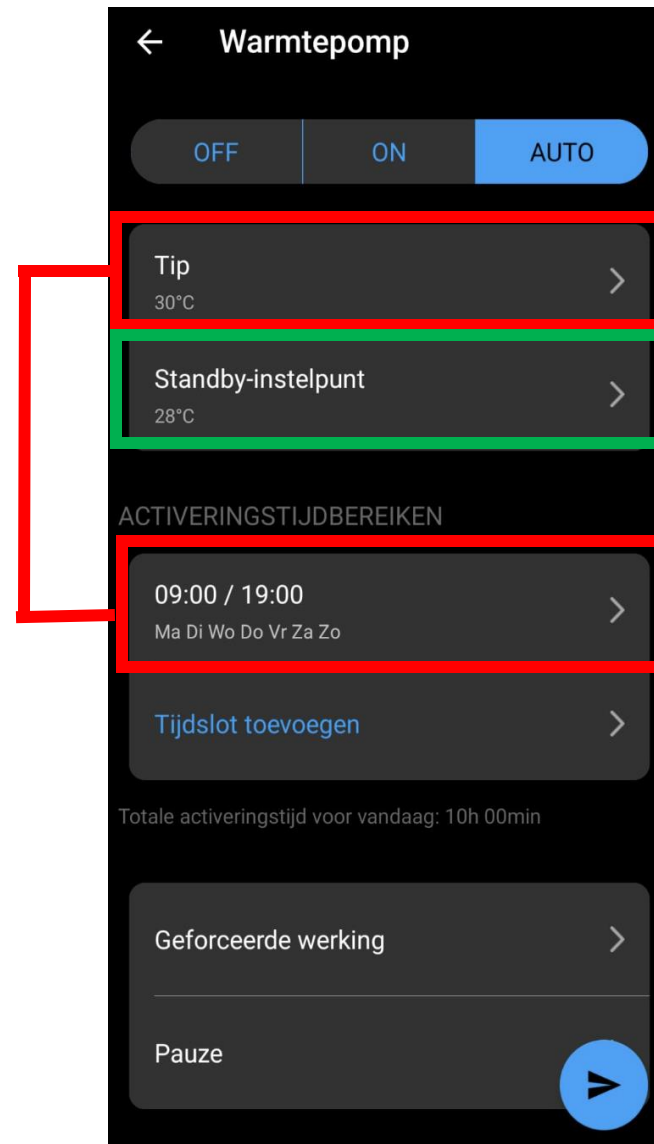 Warmtepomp
OFF ON AUTO
Tip
30°C
Standby-instelpunt
28°C
ACTIVERINGSTIJDBEREIKEN
09:00 / 19:00
Ma Di Wo Do Vr Za Zo
Tijdslot toevoegen
Totale activeringstijd voor vandaag: 10h 00min
Geforceerde werking
Pauze